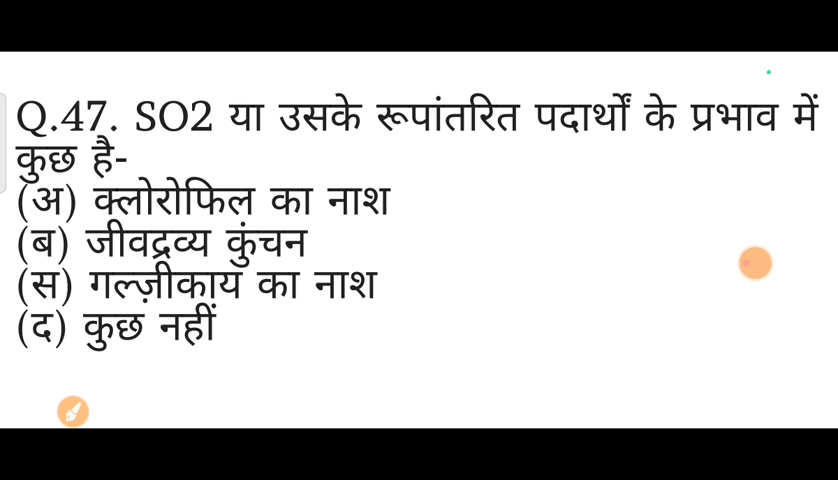 Q.47. SO2 या उसके रूपांतरित पदार्थों के प्रभाव में
कुछ है-
(अ) क्लोरोफिल का नाश
(ब) जीवद्रव्य कुंचन
(स) गल्ज़ीकाय का नाश
(द) कुछ नहीं